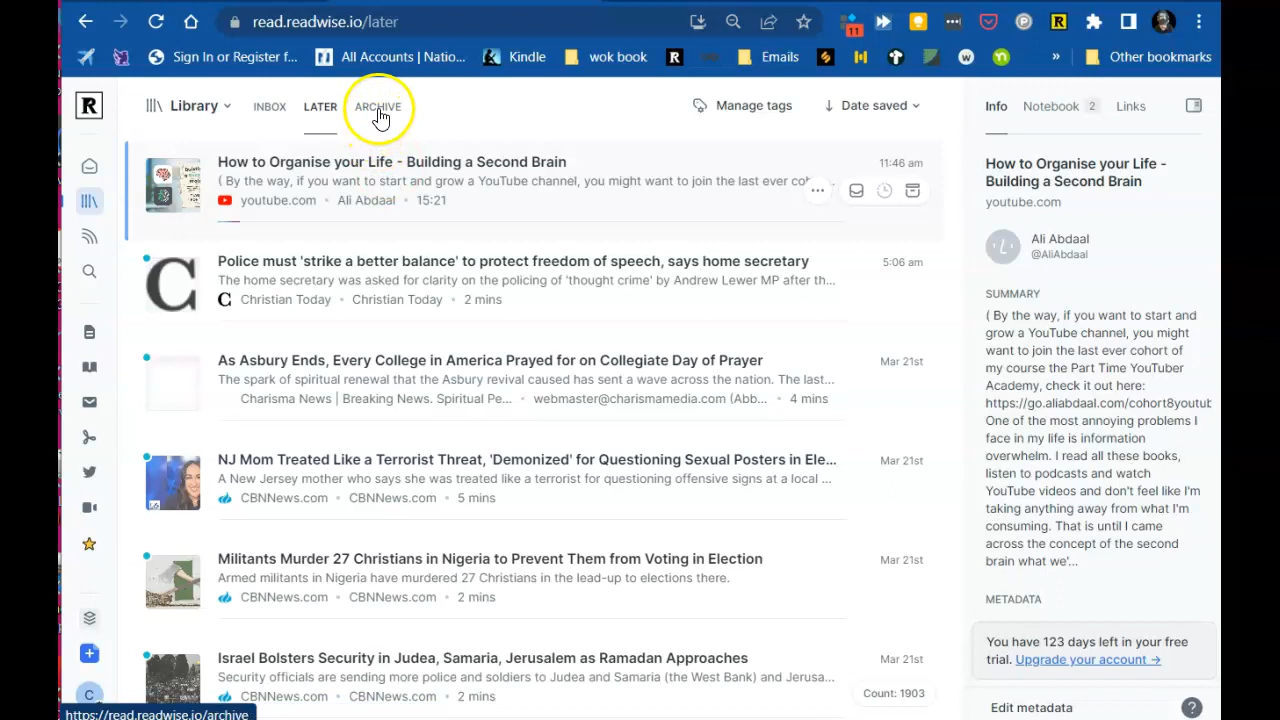 read.readwise.io/later
11
Sign In or Register f...
All Accounts | Natio...
Kindle
wok book
R
Emails
»
Other bookmarks
R
Library
INBOX
LATER
ARCHIVE
Manage tags
Date saved
How to Organise your Life - Building a Second Brain
11:46 am
( By the way, if you want to start and grow a YouTube channel, you might want to join the last ever coh...
youtube.com • Ali Abdaal • 15:21
Police must 'strike a better balance' to protect freedom of speech, says home secretary
5:06 am
The home secretary was asked for clarity on the policing of 'thought crime' by Andrew Lewer MP after th...
C Christian Today • Christian Today • 2 mins
As Asbury Ends, Every College in America Prayed for on Collegiate Day of Prayer
Mar 21st
The spark of spiritual renewal that the Asbury revival caused has sent a wave across the nation. The last...
Charisma News | Breaking News. Spiritual Pe... • webmaster@charismamedia.com (Abb... • 4 mins
NJ Mom Treated Like a Terrorist Threat, 'Demonized' for Questioning Sexual Posters in Ele...
Mar 21st
A New Jersey mother who says she was treated like a terrorist for questioning offensive signs at a local ...
CBNNews.com • CBNNews.com • 5 mins
Militants Murder 27 Christians in Nigeria to Prevent Them from Voting in Election
Mar 21st
Armed militants in Nigeria have murdered 27 Christians in the lead-up to elections there.
CBNNews.com • CBNNews.com • 2 mins
Israel Bolsters Security in Judea, Samaria, Jerusalem as Ramadan Approaches
Mar 21st
Security officials are sending more police and soldiers to Judea and Samaria (the West Bank) and Jerusa...
CBNNews.com • CBNNews.com • 2 mins
Count: 1903
C
https://read.readwise.io/archive
Info
Notebook 2
Links
How to Organise your Life -
Building a Second Brain
youtube.com
Ali Abdaal
@AliAbdaal
SUMMARY
( By the way, if you want to start and
grow a YouTube channel, you might
want to join the last ever cohort of
my course the Part Time YouTuber
Academy, check it out here:
https://go.aliabdaal.com/cohort8youtub
One of the most annoying problems I
face in my life is information
overwhelm. I read all these books,
listen to podcasts and watch
YouTube videos and don't feel like I'm
taking anything away from what I'm
consuming. That is until I came
across the concept of the second
brain what we'...
METADATA
You have 123 days left in your free
trial. Upgrade your account →
Edit metadata
?